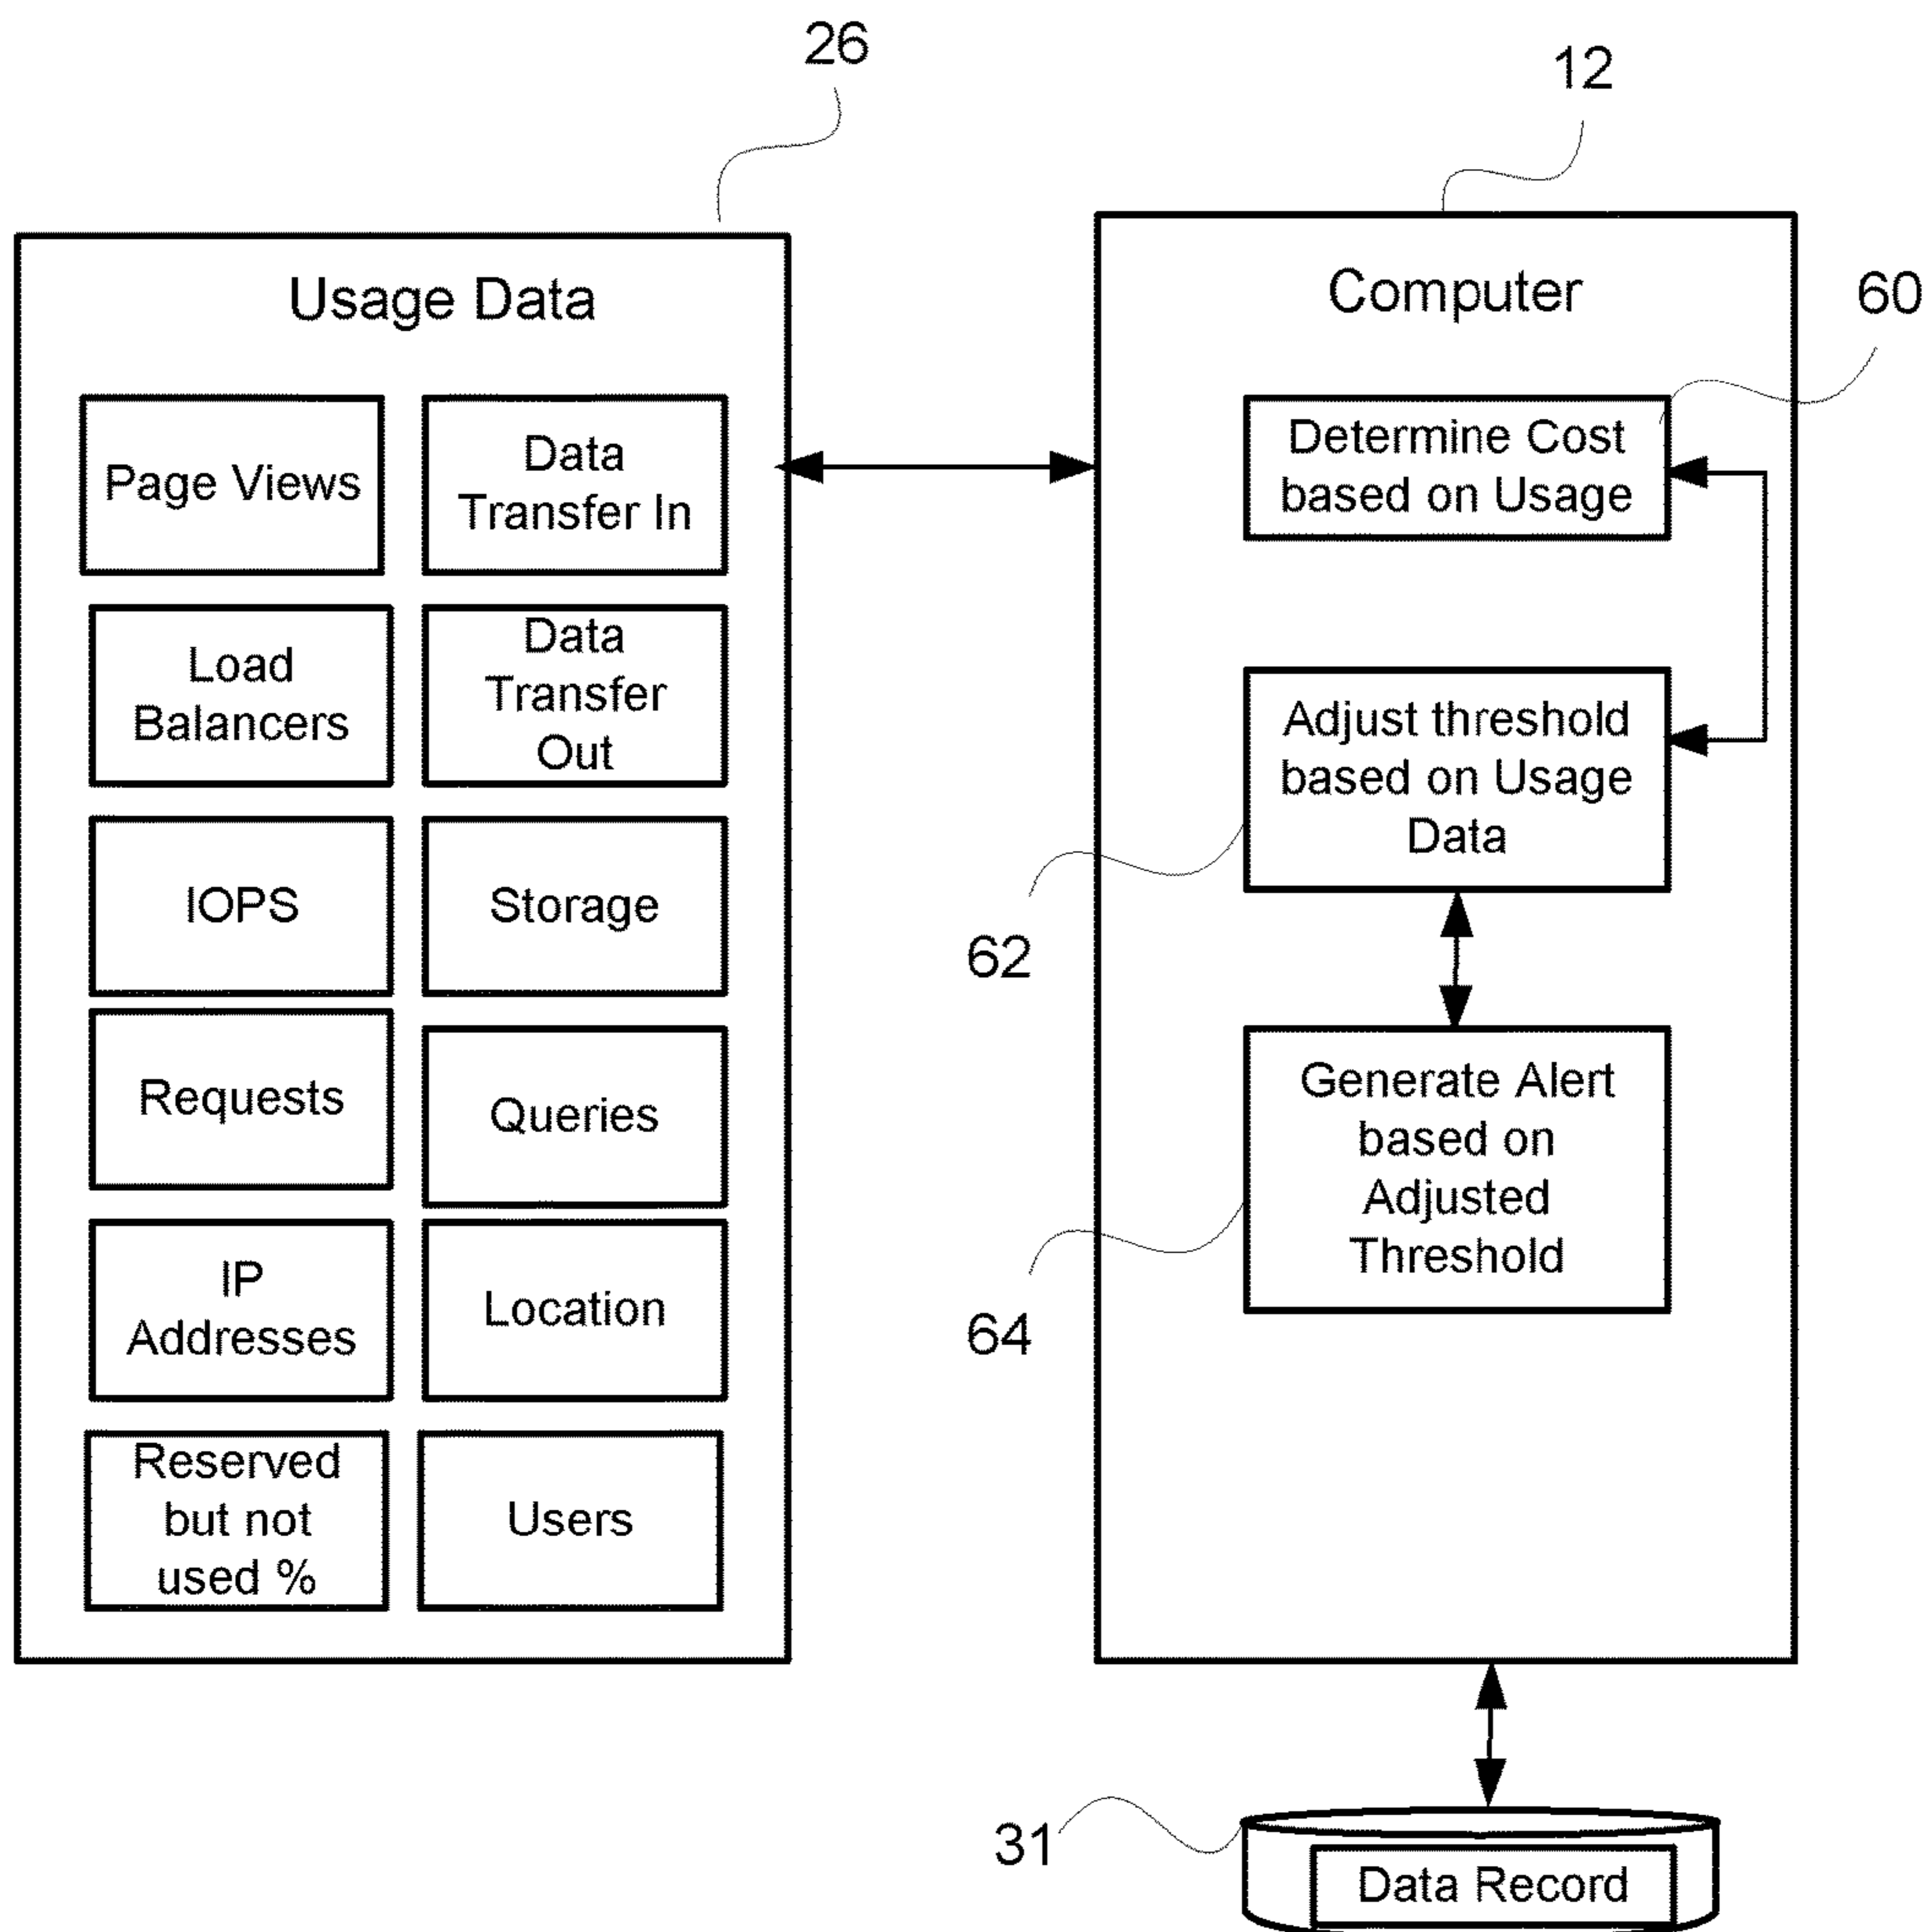 26
12
Usage Data
Computer
60
Page Views
Data
Transfer In
Determine Cost
based on Usage
Load
Balancers
Data
Transfer
Out
Adjust threshold
based on Usage
Data
62
IOPS
Storage
Requests
Queries
Generate Alert
based on
Adjusted
Threshold
64
IP
Addresses
Location
Reserved
but not
used %
Users
31
Data Record